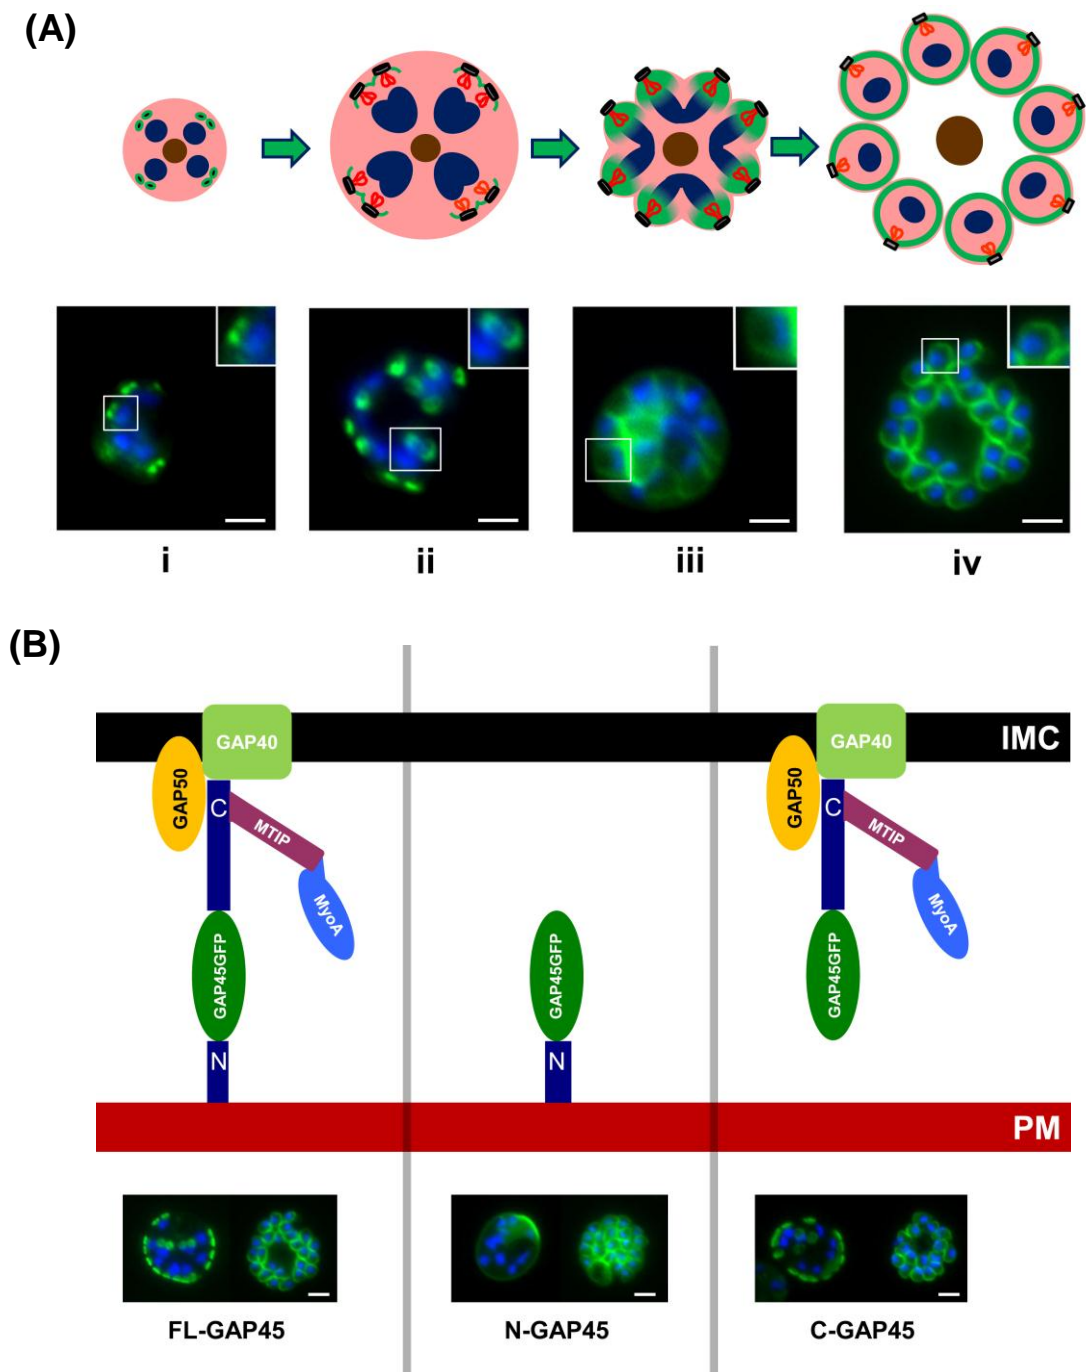 (A)
i ii iii iv
(B)
GAP40 GAP40 IMC
GAP50 C MTIP GAP50 C MTIP
MyoA MyoA
GAP45GFP GAP45GFP GAP45GFP
N N
PM
FL-GAP45 N-GAP45 C-GAP45